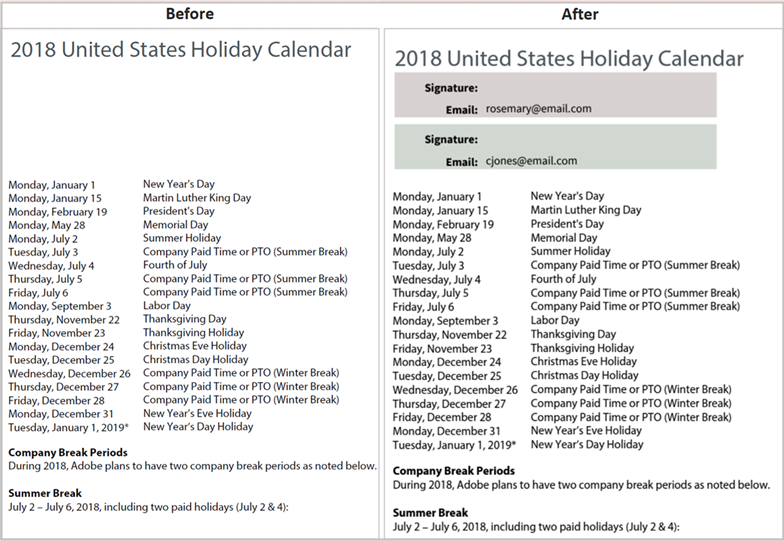 Before
2018 United States Holiday Calendar
Monday, January 1 New Year's Day
Monday, January 15 Martin Luther King Day
Monday, February 19 President's Day
Monday, May 28 Memorial Day
Monday, July 2 Summer Holiday
Tuesday, July 3 Company Paid Time or PTO (Summer Break)
Wednesday, July 4 Fourth of July
Thursday, July 5 Company Paid Time or PTO (Summer Break)
Friday, July 6 Company Paid Time or PTO (Summer Break)
Monday, September 3 Labor Day
Thursday, November 22 Thanksgiving Day
Friday, November 23 Thanksgiving Holiday
Monday, December 24 Christmas Eve Holiday
Tuesday, December 25 Christmas Day Holiday
Wednesday, December 26 Company Paid Time or PTO (Winter Break)
Thursday, December 27 Company Paid Time or PTO (Winter Break)
Friday, December 28 Company Paid Time or PTO (Winter Break)
Monday, December 31 New Year's Eve Holiday
Tuesday, January 1, 2019* New Year's Day Holiday
Company Break Periods
During 2018, Adobe plans to have two company break periods as noted below.
Summer Break
July 2 – July 6, 2018, including two paid holidays (July 2 & 4):
After
2018 United States Holiday Calendar
Signature:
Email: rosemary@email.com
Signature:
Email: cjones@email.com
Monday, January 1 New Year's Day
Monday, January 15 Martin Luther King Day
Monday, February 19 President's Day
Monday, May 28 Memorial Day
Monday, July 2 Summer Holiday
Tuesday, July 3 Company Paid Time or PTO (Summer Break)
Wednesday, July 4 Fourth of July
Thursday, July 5 Company Paid Time or PTO (Summer Break)
Friday, July 6 Company Paid Time or PTO (Summer Break)
Monday, September 3 Labor Day
Thursday, November 22 Thanksgiving Day
Friday, November 23 Thanksgiving Holiday
Monday, December 24 Christmas Eve Holiday
Tuesday, December 25 Christmas Day Holiday
Wednesday, December 26 Company Paid Time or PTO (Winter Break)
Thursday, December 27 Company Paid Time or PTO (Winter Break)
Friday, December 28 Company Paid Time or PTO (Winter Break)
Monday, December 31 New Year's Eve Holiday
Tuesday, January 1, 2019* New Year's Day Holiday
Company Break Periods
During 2018, Adobe plans to have two company break periods as noted below.
Summer Break
July 2 – July 6, 2018, including two paid holidays (July 2 & 4):